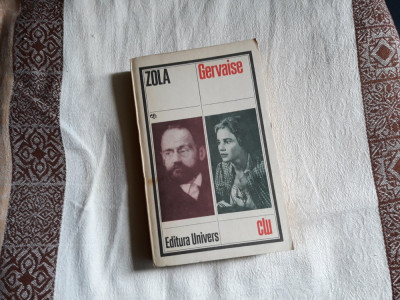 ZOLA
Gervaise
Editura Univers
clu